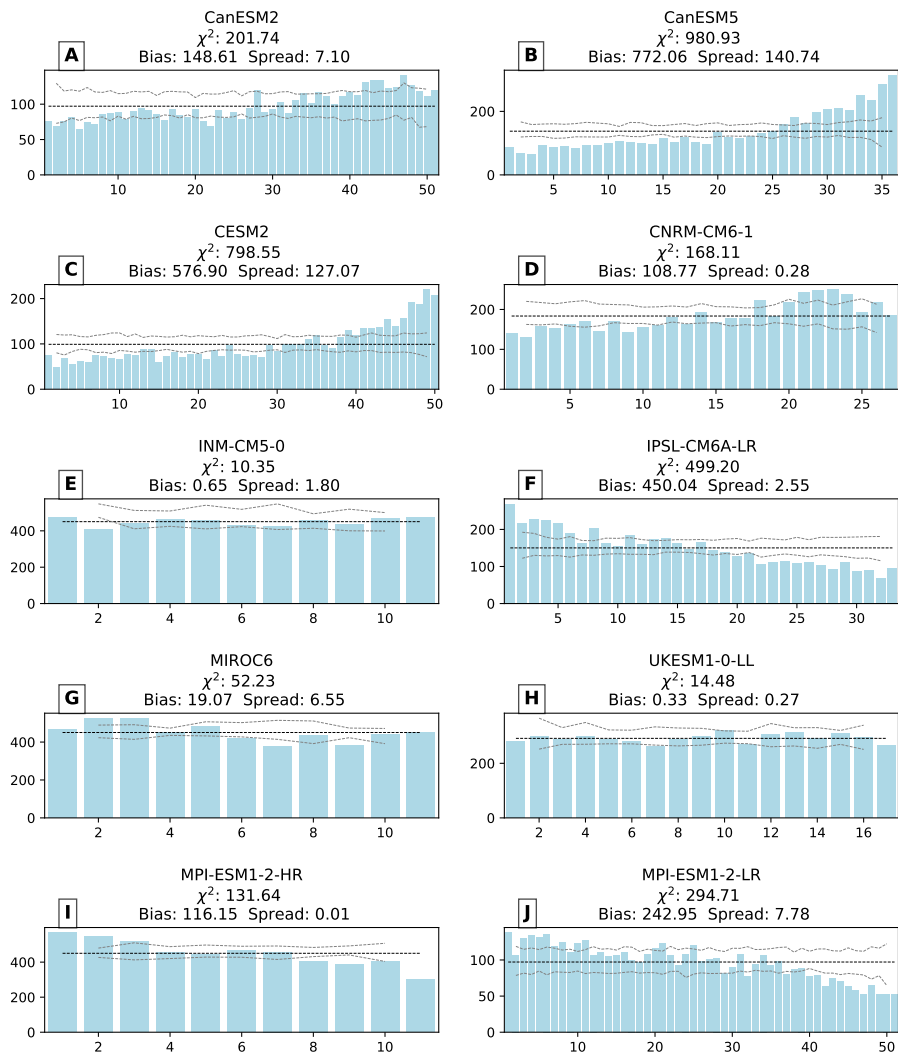 CanESM2
χ²: 201.74
A
Bias: 148.61 Spread: 7.10
100
50
0
10 20 30 40 50
CanESM5
χ²: 980.93
B
Bias: 772.06 Spread: 140.74
200
0
5 10 15 20 25 30 35
CESM2
χ²: 798.55
C
Bias: 576.90 Spread: 127.07
200
100
0
10 20 30 40 50
CNRM-CM6-1
χ²: 168.11
D
Bias: 108.77 Spread: 0.28
200
100
0
5 10 15 20 25
INM-CM5-0
χ²: 10.35
E
Bias: 0.65 Spread: 1.80
400
200
0
2 4 6 8 10
IPSL-CM6A-LR
χ²: 499.20
F
Bias: 450.04 Spread: 2.55
200
100
0
5 10 15 20 25 30
MIROC6
χ²: 52.23
G
Bias: 19.07 Spread: 6.55
400
200
0
2 4 6 8 10
UKESM1-0-LL
χ²: 14.48
H
Bias: 0.33 Spread: 0.27
200
0
2 4 6 8 10 12 14 16
MPI-ESM1-2-HR
χ²: 131.64
I
Bias: 116.15 Spread: 0.01
400
200
0
2 4 6 8 10
MPI-ESM1-2-LR
χ²: 294.71
J
Bias: 242.95 Spread: 7.78
100
50
0
10 20 30 40 50